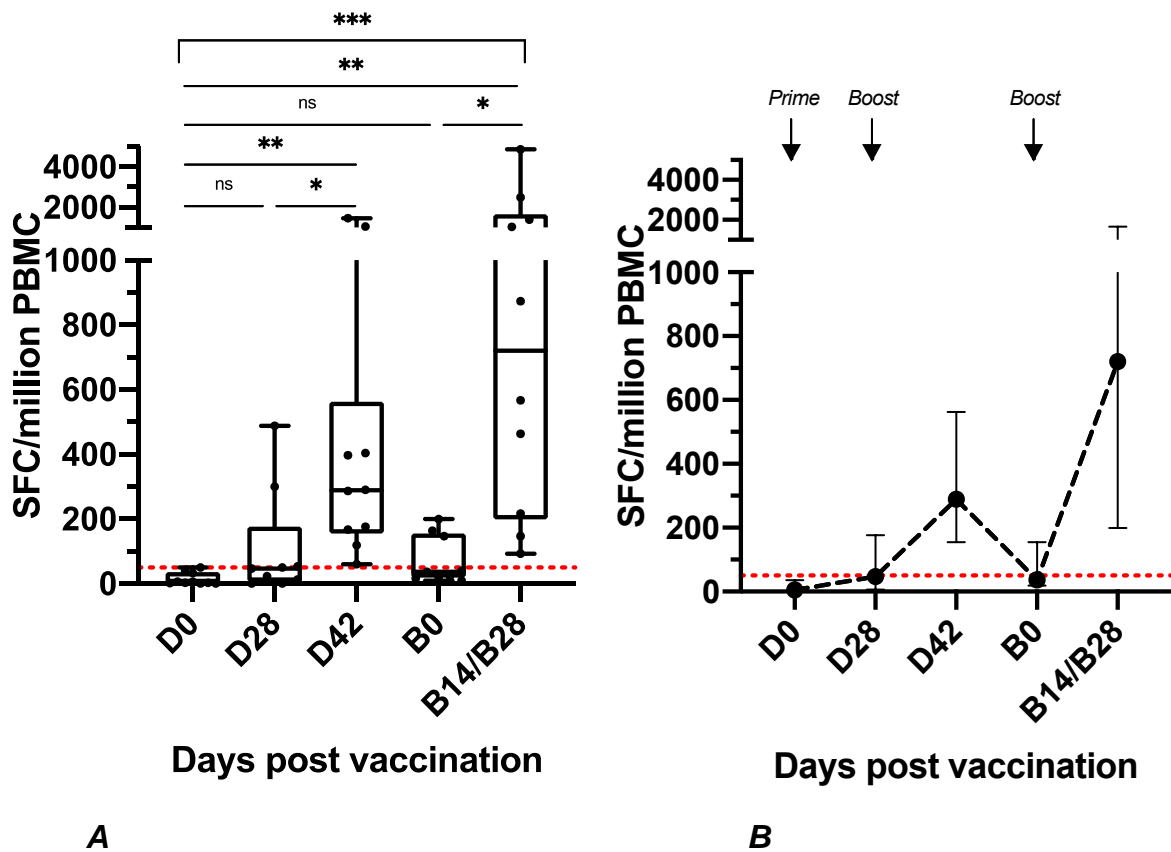 ***
**
ns
*
**
ns
*
4000
2000
1000
800
600
400
200
0
SFC/million PBMC
D0
D28
D42
B0
B14/B28
Days post vaccination
A
Prime
Boost
Boost
4000
2000
1000
800
600
400
200
0
SFC/million PBMC
D0
D28
D42
B0
B14/B28
Days post vaccination
B